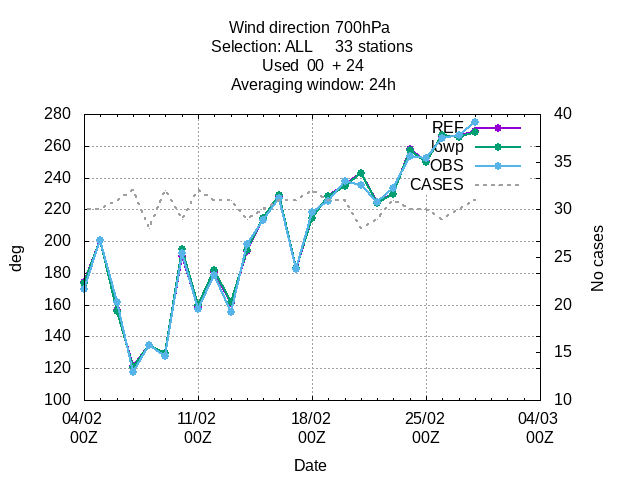 Wind direction 700hPa
Selection: ALL 33 stations
Used 00 + 24
Averaging window: 24h
280 40
REF
260 lowp
OBS 35
240 CASES
220 30
200 25
deg
No cases
180
160 20
140 15
120
100 10
04/02 11/02 18/02 25/02 04/03
00Z 00Z 00Z 00Z 00Z
Date